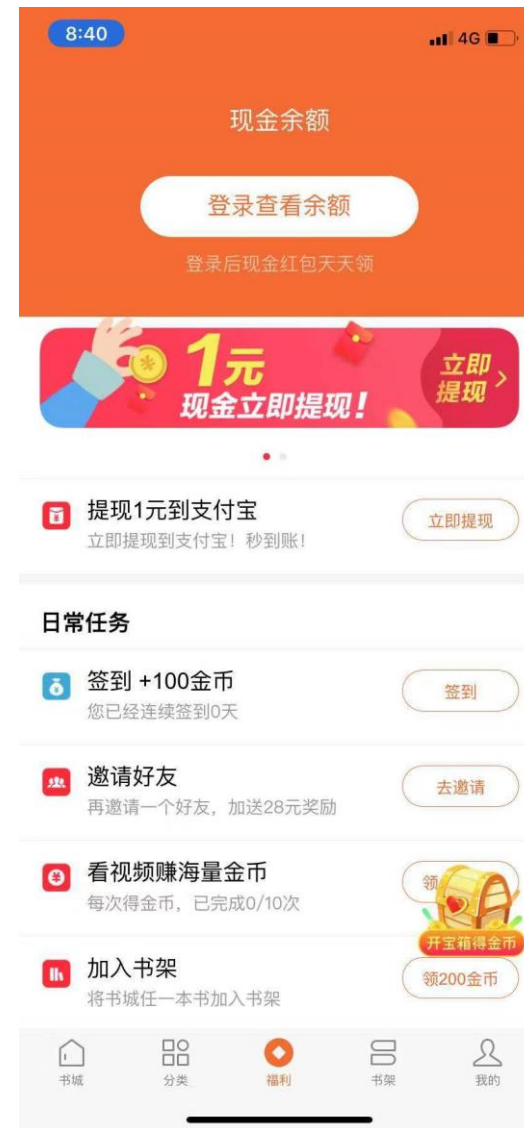 8:40
4G
现金余额
登录查看余额
登录后现金红包天天领
1元
现金立即提现!
立即
提现
提现1元到支付宝
立即提现到支付宝！秒到账！
立即提现
日常任务
签到 +100金币
您已经连续签到0天
签到
邀请好友
再邀请一个好友，加送28元奖励
去邀请
看视频赚海量金币
每次得金币，已完成0/10次
领
开宝箱得金币
加入书架
将书城任一本书加入书架
领200金币
书城
分类
福利
书架
我的